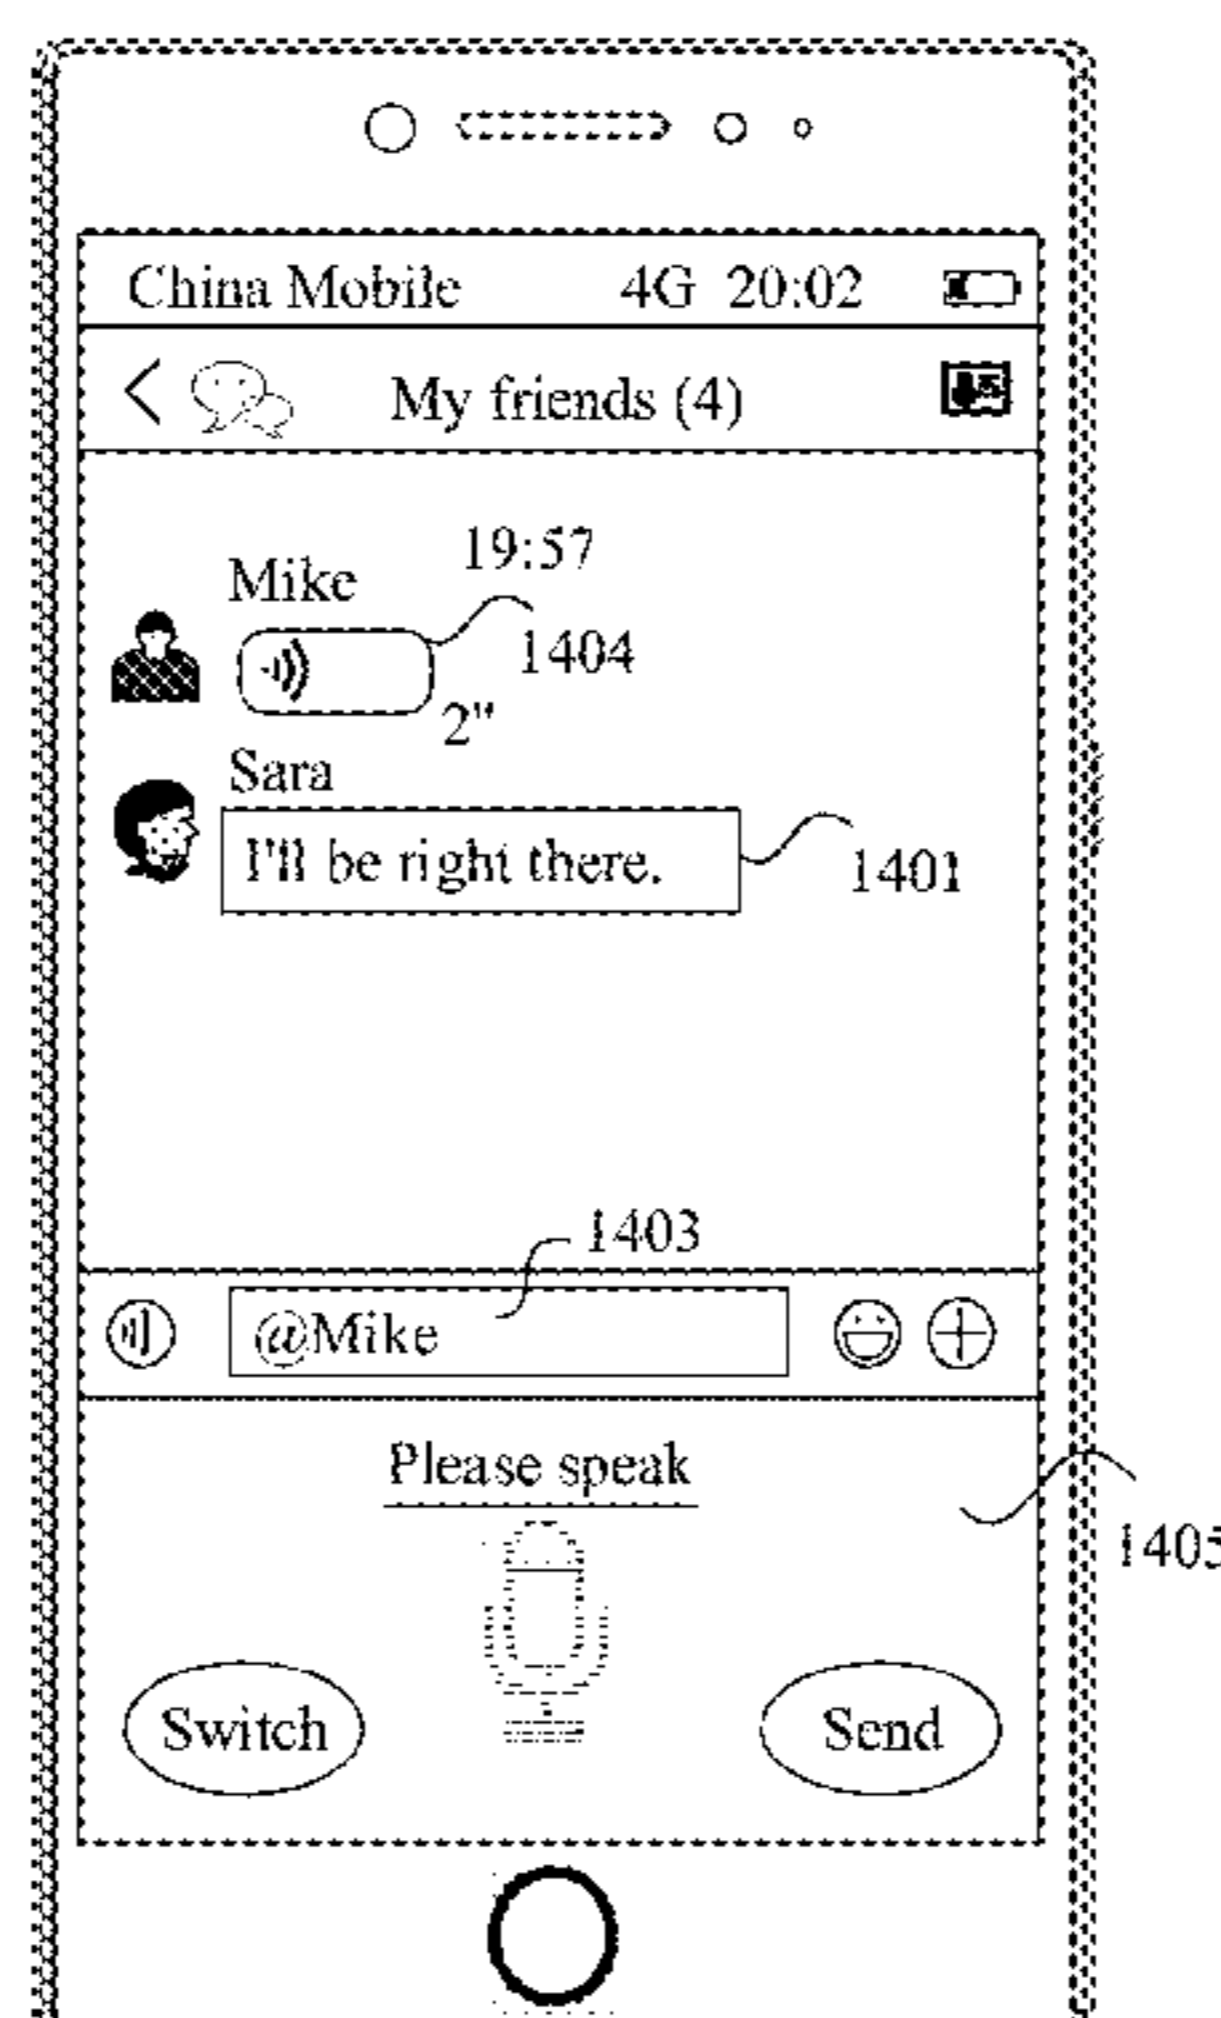 China Mobile 4G 20:02
My friends (4)
19:57
Mike
1404
2"
Sara
I'll be right there.
1401
1403
@Mike
Please speak
1405
Switch
Send